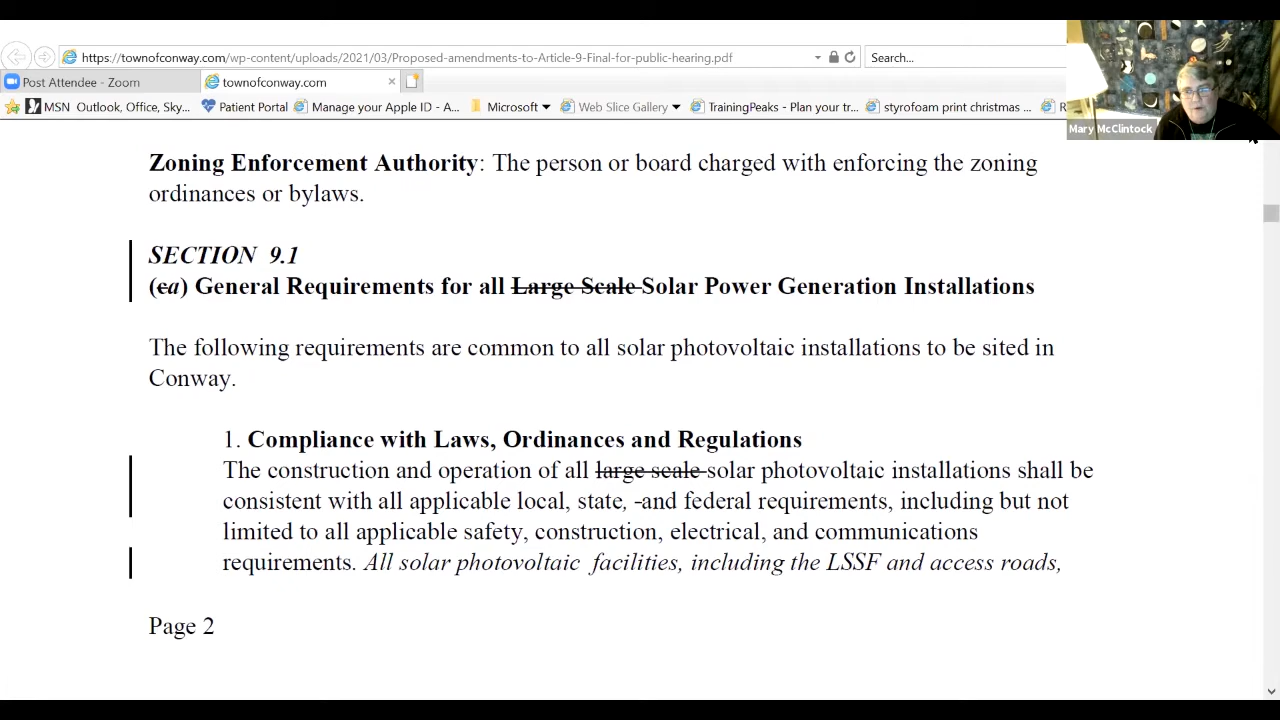 https://townofconway.com/wp-content/uploads/2021/03/Proposed-amendments-to-Article-9-Final-for-public-hearing.pdf
Search...
Post Attendee - Zoom
townofconway.com
MSN
Outlook, Office, Sky...
Patient Portal
Manage your Apple ID - A...
Microsoft
Web Slice Gallery
TrainingPeaks - Plan your tr...
styrofoam print christmas ...
Mary McClintock
Zoning Enforcement Authority: The person or board charged with enforcing the zoning
ordinances or bylaws.
SECTION 9.1
(ca) General Requirements for all Large Scale Solar Power Generation Installations
The following requirements are common to all solar photovoltaic installations to be sited in
Conway.
1. Compliance with Laws, Ordinances and Regulations
The construction and operation of all large scale solar photovoltaic installations shall be
consistent with all applicable local, state, -and federal requirements, including but not
limited to all applicable safety, construction, electrical, and communications
requirements. All solar photovoltaic facilities, including the LSSF and access roads,
Page 2